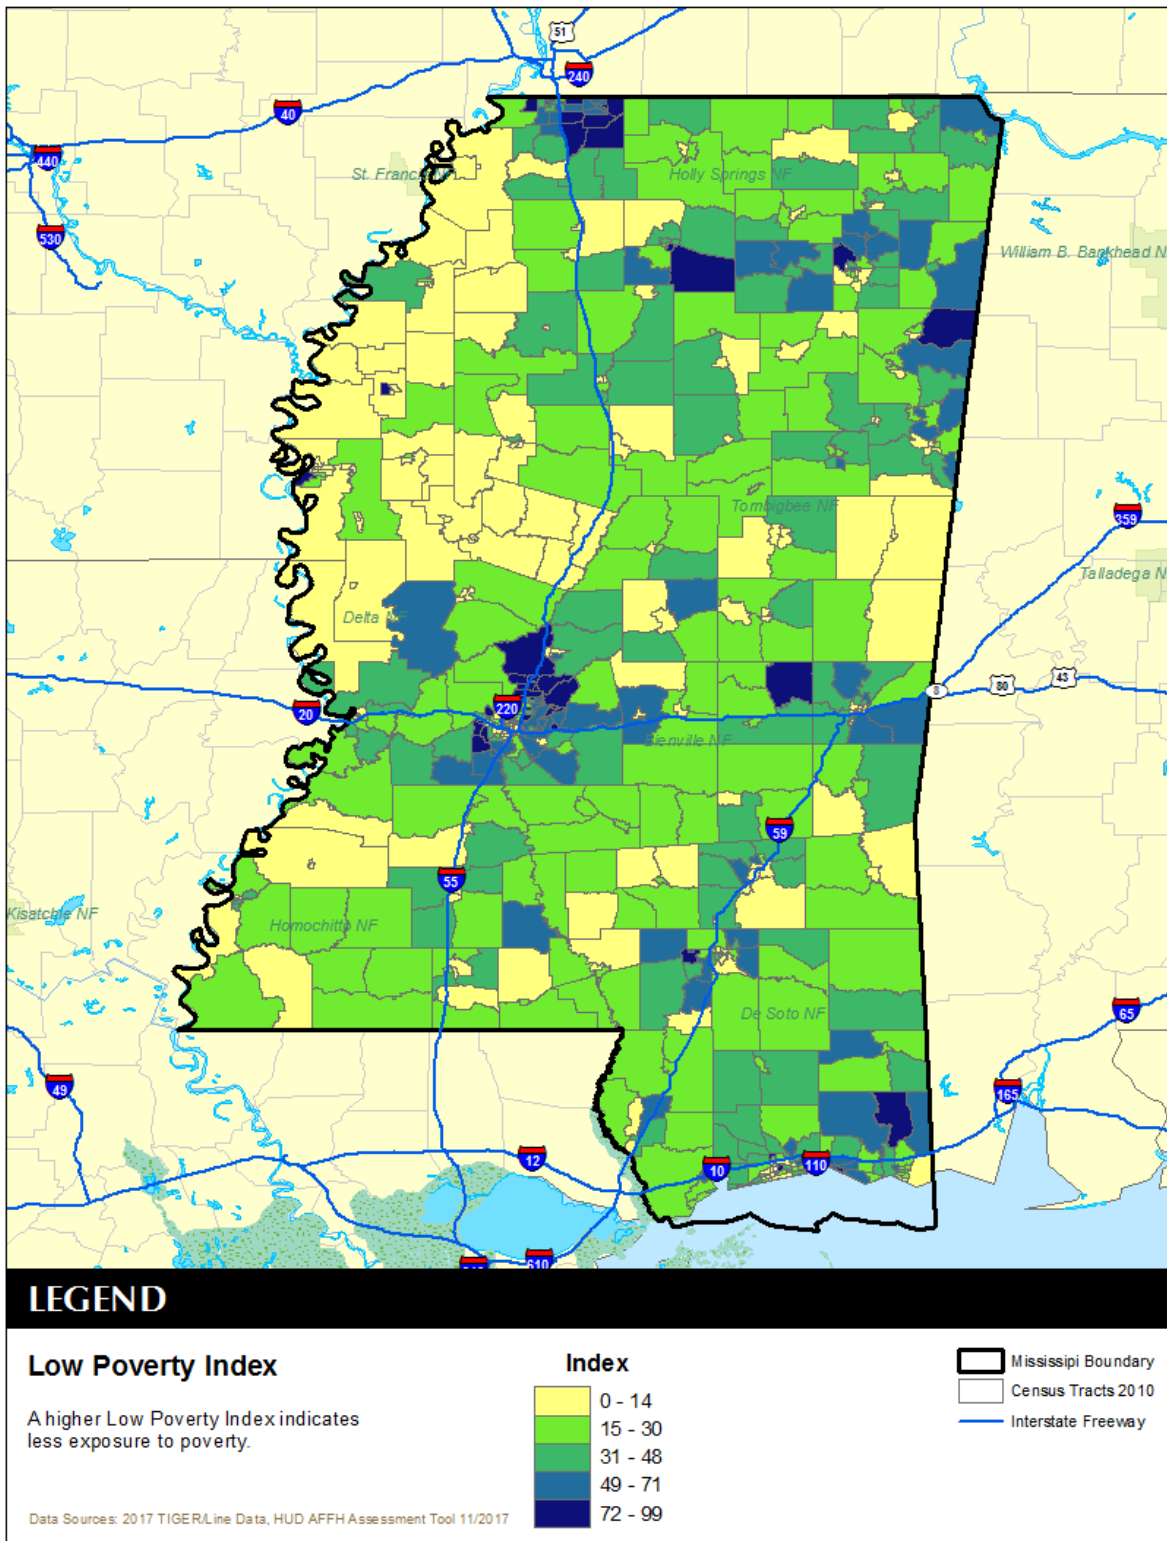 51
240
40
440
St. Francis NF
Holly Springs NF
530
William B. Bankhead N
Tombigbee NF
359
Talladega N
Delta NF
43
80
8
220
20
Bienville NF
59
55
Kisatchie NF
Homochitto NF
De Soto NF
65
49
165
12
10
110
610
LEGEND
Low Poverty Index
A higher Low Poverty Index indicates
less exposure to poverty.
Data Sources: 2017 TIGER/Line Data, HUD AFFH Assessment Tool 11/2017
Index
0 - 14
15 - 30
31 - 48
49 - 71
72 - 99
Mississipi Boundary
Census Tracts 2010
Interstate Freeway